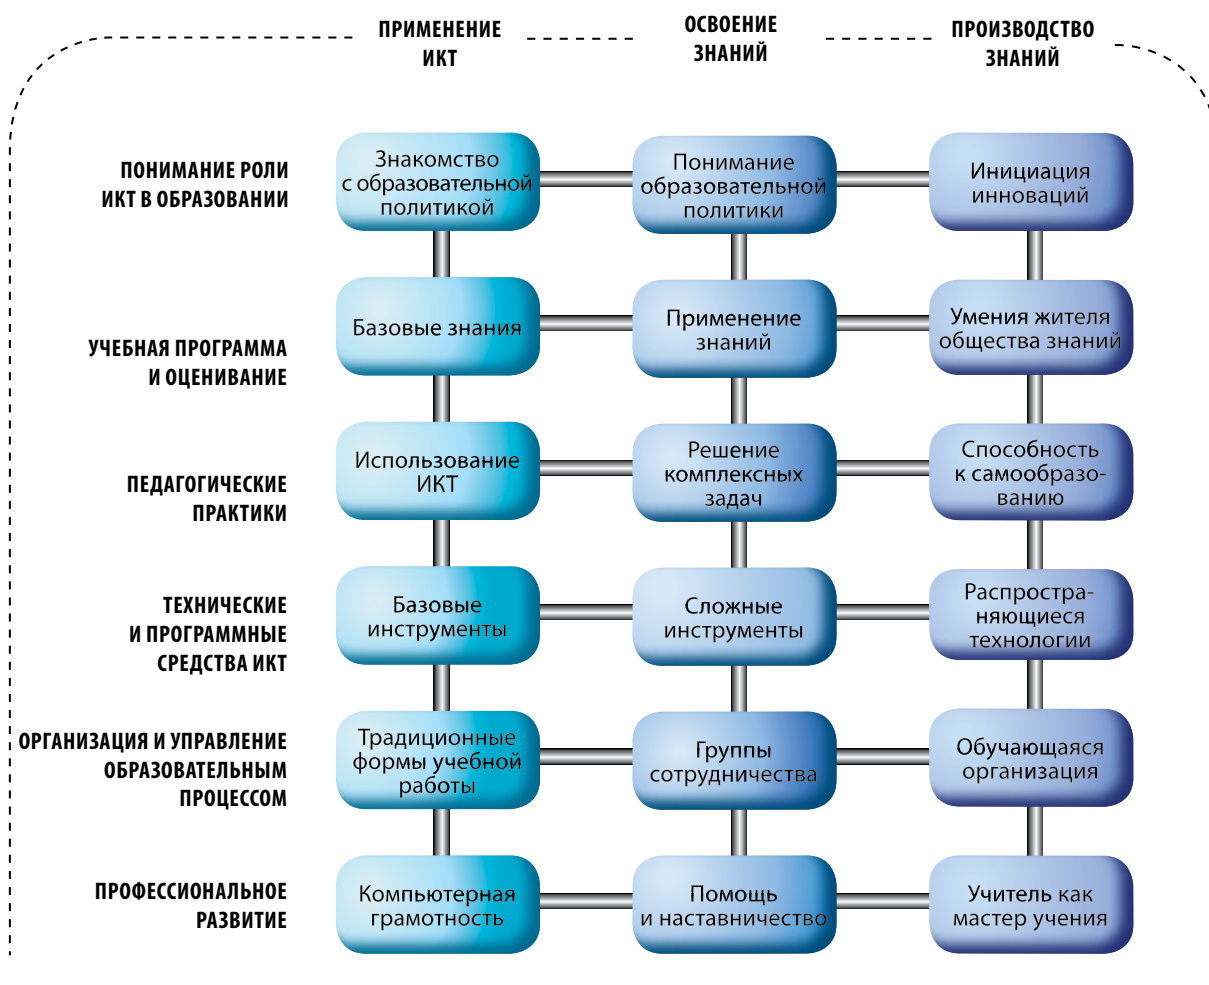 ПРИМЕНЕНИЕ
ИКТ
ОСВОЕНИЕ
ЗНАНИЙ
ПРОИЗВОДСТВО
ЗНАНИЙ
ПОНИМАНИЕ РОЛИ
ИКТ В ОБРАЗОВАНИИ
Знакомство
с образовательной
политикой
Понимание
образовательной
политики
Инициация
инноваций
УЧЕБНАЯ ПРОГРАММА
И ОЦЕНИВАНИЕ
Базовые знания
Применение
знаний
Умения жителя
общества знаний
ПЕДАГОГИЧЕСКИЕ
ПРАКТИКИ
Использование
ИКТ
Решение
комплексных
задач
Способность
к самообразо-
ванию
ТЕХНИЧЕСКИЕ
И ПРОГРАММНЫЕ
СРЕДСТВА ИКТ
Базовые
инструменты
Сложные
инструменты
Распростра-
няющиеся
технологии
ОРГАНИЗАЦИЯ И УПРАВЛЕНИЕ
ОБРАЗОВАТЕЛЬНЫМ
ПРОЦЕССОМ
Традиционные
формы учебной
работы
Группы
сотрудничества
Обучающаяся
организация
ПРОФЕССИОНАЛЬНОЕ
РАЗВИТИЕ
Компьютерная
грамотность
Помощь
и наставничество
Учитель как
мастер учения